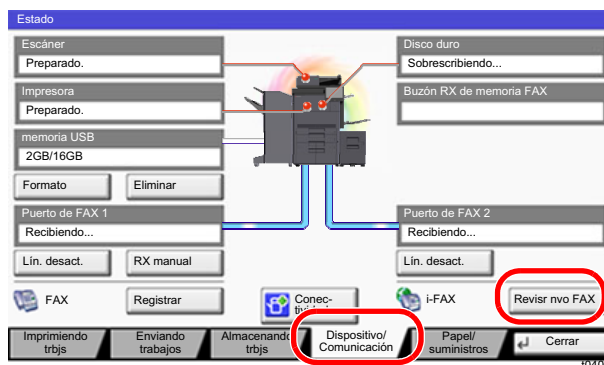 Estado
Escáner
Preparado.
Disco duro
Sobrescribiendo...
Impresora
Preparado.
Buzón RX de memoria FAX
memoria USB
2GB/16GB
Formato
Eliminar
Puerto de FAX 1
Recibiendo...
Puerto de FAX 2
Recibiendo...
Lín. desact.
RX manual
Lín. desact.
FAX
Registrar
Conec-
i-FAX
Revisr nvo FAX
Imprimiendo
trbjs
Enviando
trabajos
Almacenando
trbjs
Dispositivo/
Comunicación
Papel/
suministros
Cerrar